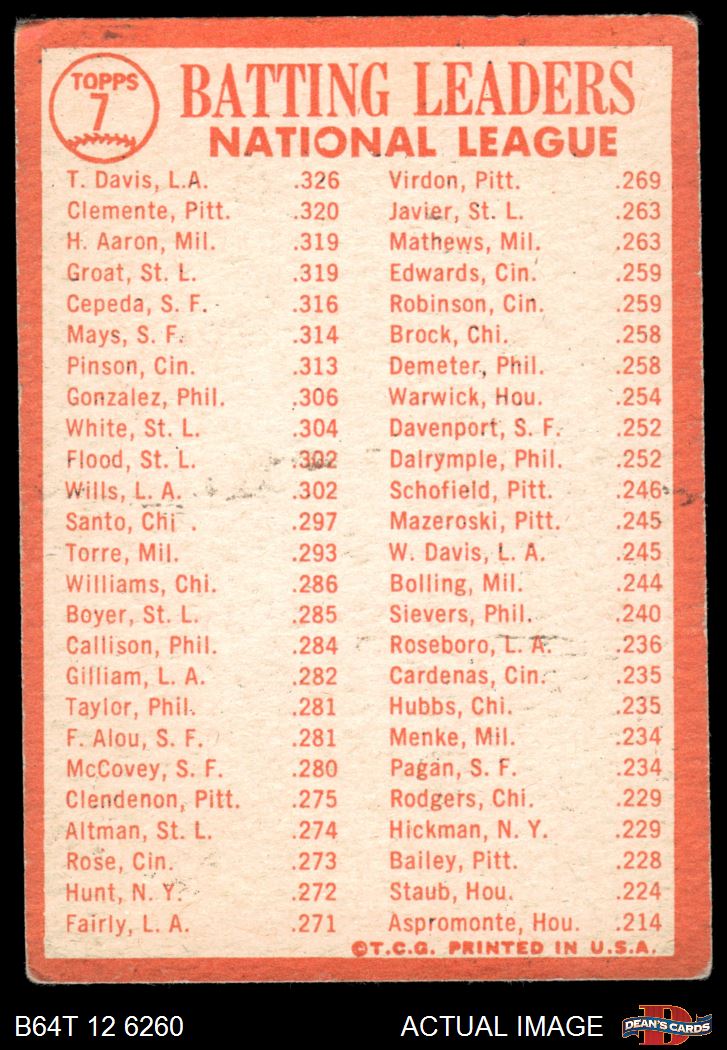 TOPPS
7
BATTING LEADERS
NATIONAL LEAGUE
T. Davis, L.A. .326
Clemente, Pitt. .320
H. Aaron, Mil. .319
Groat, St. L. .319
Cepeda, S. F. .316
Mays, S. F. .314
Pinson, Cin. .313
Gonzalez, Phil. .306
White, St. L. .304
Flood, St. L. .302
Wills, L. A. .302
Santo, Chi . .297
Torre, Mil. .293
Williams, Chi. .286
Boyer, St. L. .285
Callison, Phil. .284
Gilliam, L. A. .282
Taylor, Phil. .281
F. Alou, S. F. .281
McCovey, S. F. .280
Clendenon, Pitt. .275
Altman, St. L. .274
Rose, Cin. .273
Hunt, N. Y. .272
Fairly, L. A. .271
Virdon, Pitt. .269
Javier, St. L. .263
Mathews, Mil. .263
Edwards, Cin. .259
Robinson, Cin. .259
Brock, Chi. .258
Demeter, Phil. .258
Warwick, Hou. .254
Davenport, S. F. .252
Dalrymple, Phil. .252
Schofield, Pitt. .246
Mazeroski, Pitt. .245
W. Davis, L. A. .245
Bolling, Mil. .244
Sievers, Phil. .240
Roseboro, L. A. .236
Cardenas, Cin. .235
Hubbs, Chi. .235
Menke, Mil. .234
Pagan, S. F. .234
Rodgers, Chi. .229
Hickman, N. Y. .229
Bailey, Pitt. .228
Staub, Hou. .224
Aspromonte, Hou. .214
©T.C.G. PRINTED IN U.S.A.
B64T 12 6260 ACTUAL IMAGE
D
DEAN'S CARDS